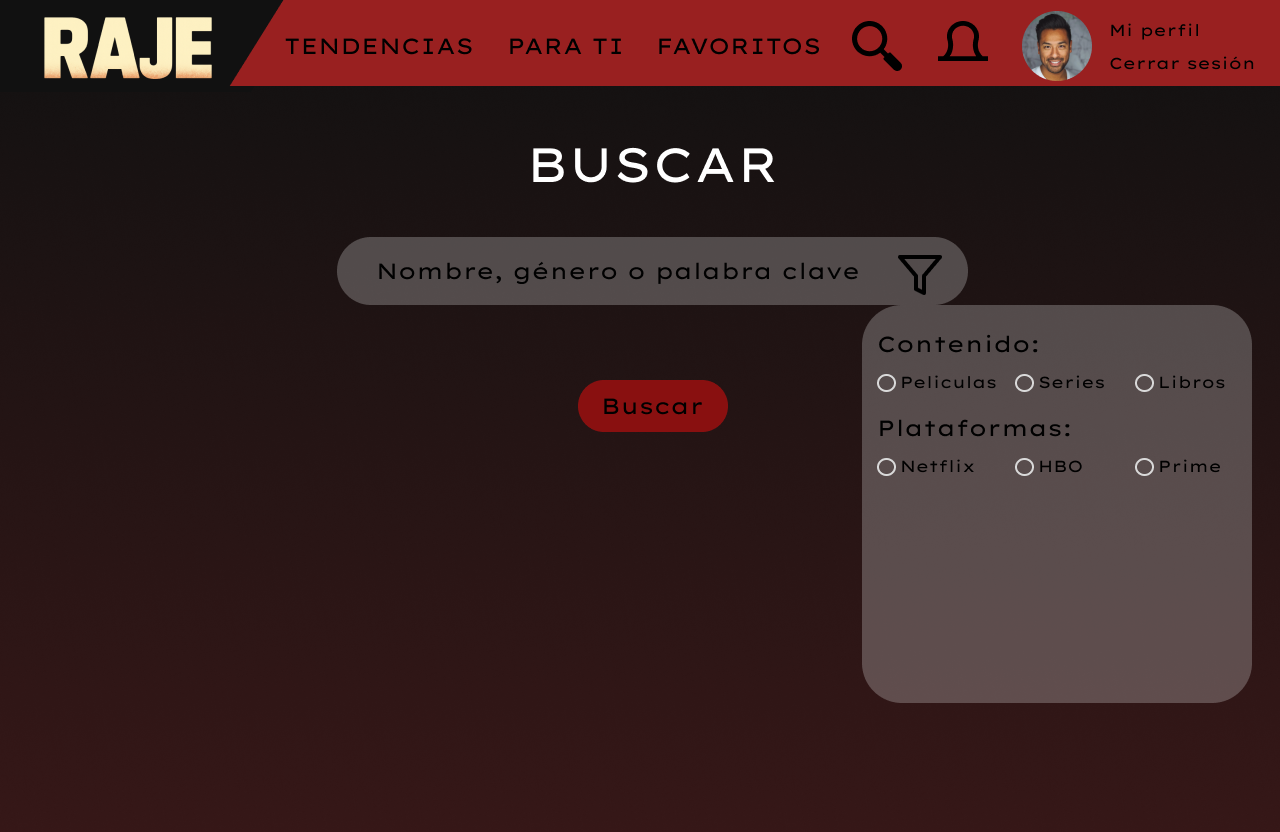 RAJE
TENDENCIAS PARA TI FAVORITOS
Mi perfil
Cerrar sesión
BUSCAR
Nombre, género o palabra clave
Contenido:
Peliculas Series Libros
Buscar
Plataformas:
Netflix HBO Prime